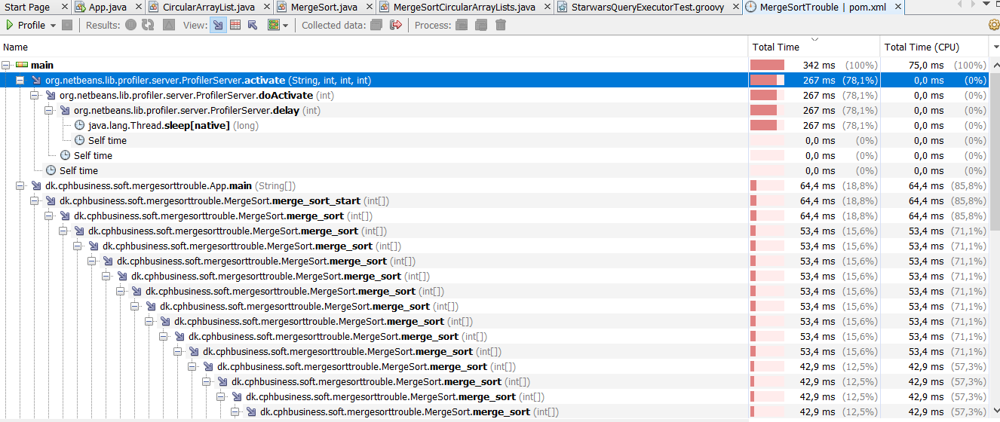 Start Page App.java CircularArrayList.java MergeSort.java MergeSortCircularArrayLists.java StarwarsQueryExecutorTest.groovy MergeSortTrouble | pom.xml
Profile Results: View: Collected data: Process:
Name Total Time Total Time (CPU)
main 342 ms (100%) 75,0 ms (100%)
org.netbeans.lib.profiler.server.ProfilerServer.activate (String, int, int, int) 267 ms (78,1%) 0,0 ms (0%)
org.netbeans.lib.profiler.server.ProfilerServer.doActivate (int) 267 ms (78,1%) 0,0 ms (0%)
org.netbeans.lib.profiler.server.ProfilerServer.delay (int) 267 ms (78,1%) 0,0 ms (0%)
java.lang.Thread.sleep[native] (long) 267 ms (78,1%) 0,0 ms (0%)
Self time 0,0 ms (0%) 0,0 ms (0%)
Self time 0,0 ms (0%) 0,0 ms (0%)
Self time 0,0 ms (0%) 0,0 ms (0%)
dk.cphbusiness.soft.mergesorttrouble.App.main (String[]) 64,4 ms (18,8%) 64,4 ms (85,8%)
dk.cphbusiness.soft.mergesorttrouble.MergeSort.merge_sort_start (int[]) 64,4 ms (18,8%) 64,4 ms (85,8%)
dk.cphbusiness.soft.mergesorttrouble.MergeSort.merge_sort (int[]) 64,4 ms (18,8%) 64,4 ms (85,8%)
dk.cphbusiness.soft.mergesorttrouble.MergeSort.merge_sort (int[]) 53,4 ms (15,6%) 53,4 ms (71,1%)
dk.cphbusiness.soft.mergesorttrouble.MergeSort.merge_sort (int[]) 53,4 ms (15,6%) 53,4 ms (71,1%)
dk.cphbusiness.soft.mergesorttrouble.MergeSort.merge_sort (int[]) 53,4 ms (15,6%) 53,4 ms (71,1%)
dk.cphbusiness.soft.mergesorttrouble.MergeSort.merge_sort (int[]) 53,4 ms (15,6%) 53,4 ms (71,1%)
dk.cphbusiness.soft.mergesorttrouble.MergeSort.merge_sort (int[]) 53,4 ms (15,6%) 53,4 ms (71,1%)
dk.cphbusiness.soft.mergesorttrouble.MergeSort.merge_sort (int[]) 53,4 ms (15,6%) 53,4 ms (71,1%)
dk.cphbusiness.soft.mergesorttrouble.MergeSort.merge_sort (int[]) 53,4 ms (15,6%) 53,4 ms (71,1%)
dk.cphbusiness.soft.mergesorttrouble.MergeSort.merge_sort (int[]) 53,4 ms (15,6%) 53,4 ms (71,1%)
dk.cphbusiness.soft.mergesorttrouble.MergeSort.merge_sort (int[]) 53,4 ms (15,6%) 53,4 ms (71,1%)
dk.cphbusiness.soft.mergesorttrouble.MergeSort.merge_sort (int[]) 42,9 ms (12,5%) 42,9 ms (57,3%)
dk.cphbusiness.soft.mergesorttrouble.MergeSort.merge_sort (int[]) 42,9 ms (12,5%) 42,9 ms (57,3%)
dk.cphbusiness.soft.mergesorttrouble.MergeSort.merge_sort (int[]) 42,9 ms (12,5%) 42,9 ms (57,3%)
dk.cphbusiness.soft.mergesorttrouble.MergeSort.merge_sort (int[]) 42,9 ms (12,5%) 42,9 ms (57,3%)